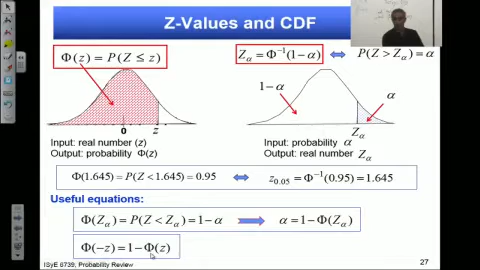 Z-Values and CDF
Φ(z) = P(Z ≤ z)
Z_α = Φ⁻¹(1−α) ⇔ P(Z > Z_α) = α
1−α
α
0
z
Z_α
Input: real number (z)
Output: probability Φ(z)
Input: probability α
Output: real number Z_α
Φ(1.645) = P(Z < 1.645) = 0.95 ⇔ z_0.05 = Φ⁻¹(0.95) = 1.645
Useful equations:
Φ(Z_α) = P(Z < Z_α) = 1−α
α = 1−Φ(Z_α)
Φ(−z) = 1−Φ(z)
ISyE 6739, Probability Review
27